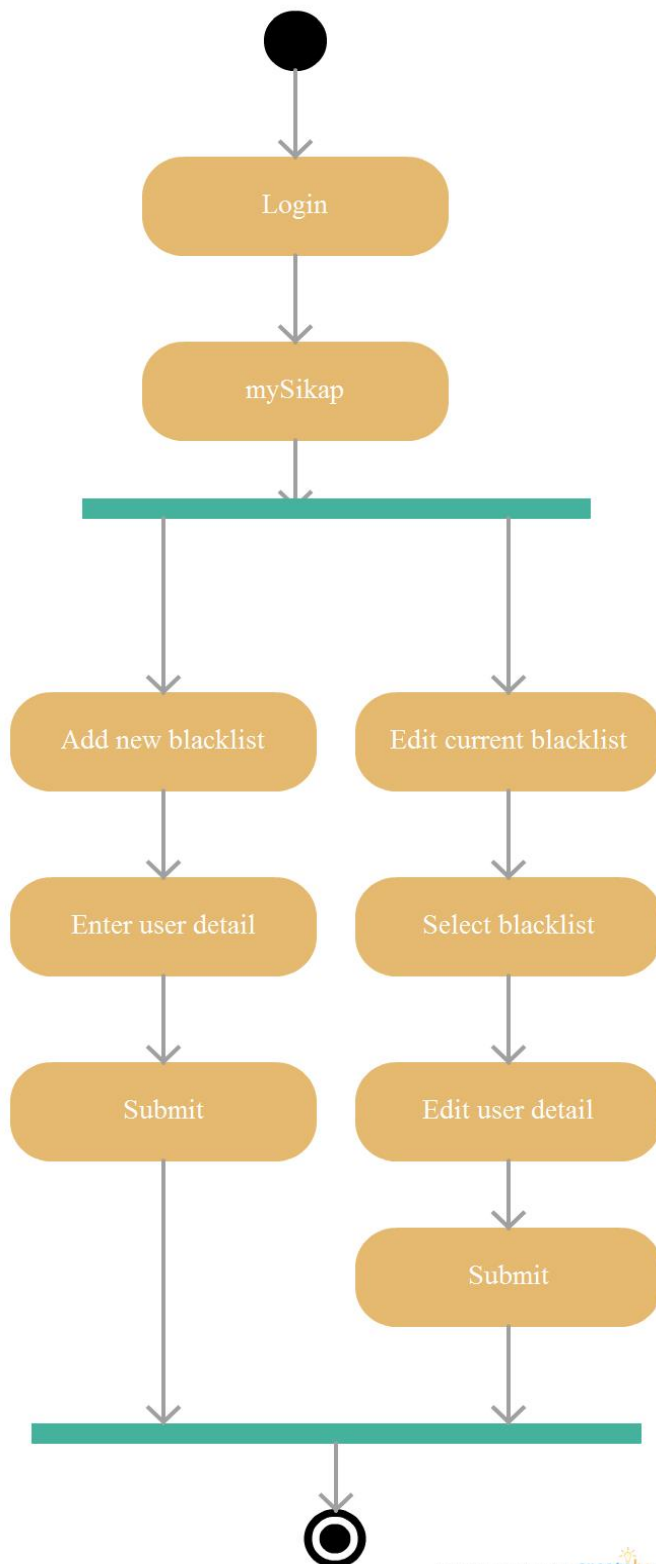 Login
mySikap
Add new blacklist
Edit current blacklist
Enter user detail
Select blacklist
Submit
Edit user detail
Submit